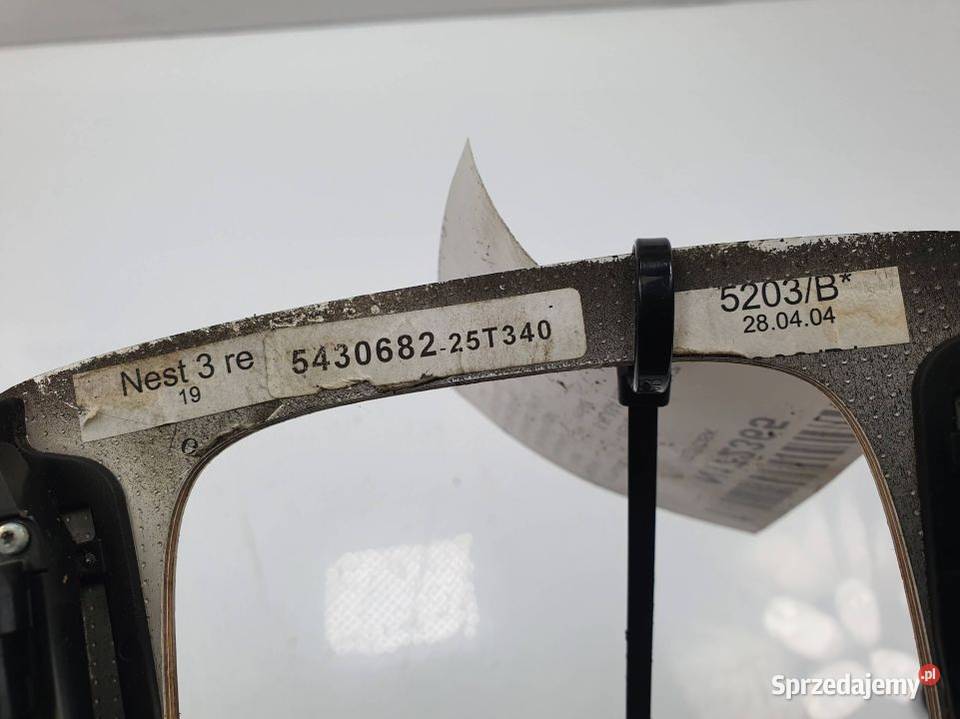 Nest 3 re
19
5430682-25T340
5203/B*
28.04.04
Sprzedajemy.pl